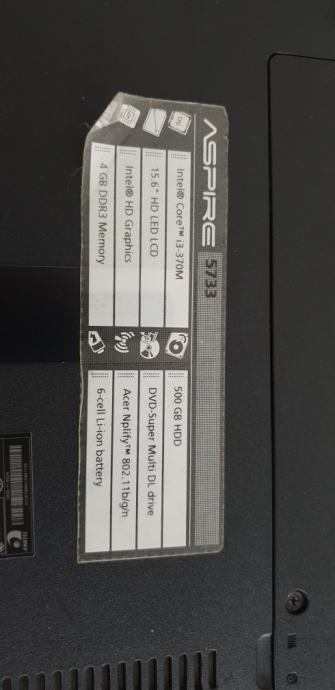 ASPIRE 5733
Intel® Core™ i3-370M
15.6" HD LED LCD
Intel® HD Graphics
4 GB DDR3 Memory
500 GB HDD
DVD-Super Multi DL drive
Acer Nplify™ 802.11b/g/n
6-cell Li-ion battery